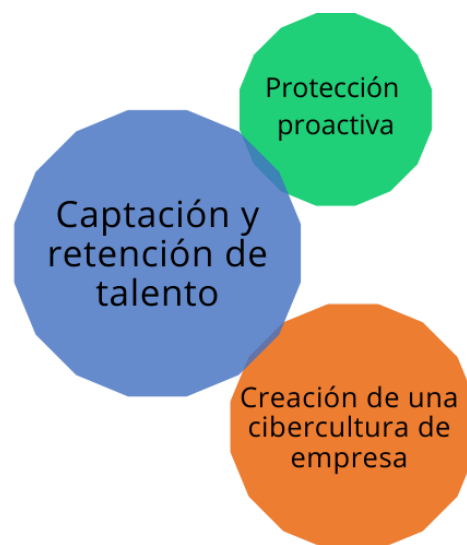 Protección
proactiva
Captación y
retención de
talento
Creación de una
cibercultura de
empresa